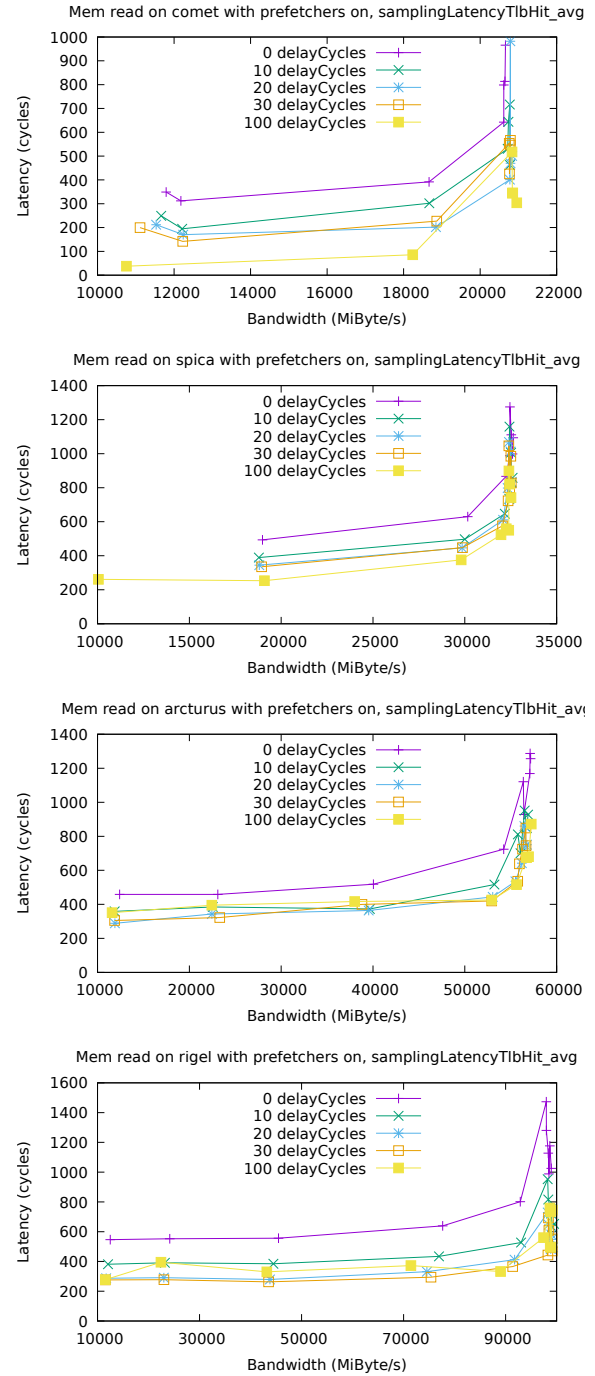 Mem read on comet with prefetchers on, samplingLatencyTlbHit_avg
1000
900
800
700
600
500
400
300
200
100
0
Latency (cycles)
0 delayCycles
10 delayCycles
20 delayCycles
30 delayCycles
100 delayCycles
10000 12000 14000 16000 18000 20000 22000
Bandwidth (MiByte/s)
Mem read on spica with prefetchers on, samplingLatencyTlbHit_avg
1400
1200
1000
800
600
400
200
0
Latency (cycles)
0 delayCycles
10 delayCycles
20 delayCycles
30 delayCycles
100 delayCycles
10000 15000 20000 25000 30000 35000
Bandwidth (MiByte/s)
Mem read on arcturus with prefetchers on, samplingLatencyTlbHit_avg
1400
1200
1000
800
600
400
200
0
Latency (cycles)
0 delayCycles
10 delayCycles
20 delayCycles
30 delayCycles
100 delayCycles
10000 20000 30000 40000 50000 60000
Bandwidth (MiByte/s)
Mem read on rigel with prefetchers on, samplingLatencyTlbHit_avg
1600
1400
1200
1000
800
600
400
200
0
Latency (cycles)
0 delayCycles
10 delayCycles
20 delayCycles
30 delayCycles
100 delayCycles
10000 30000 50000 70000 90000
Bandwidth (MiByte/s)